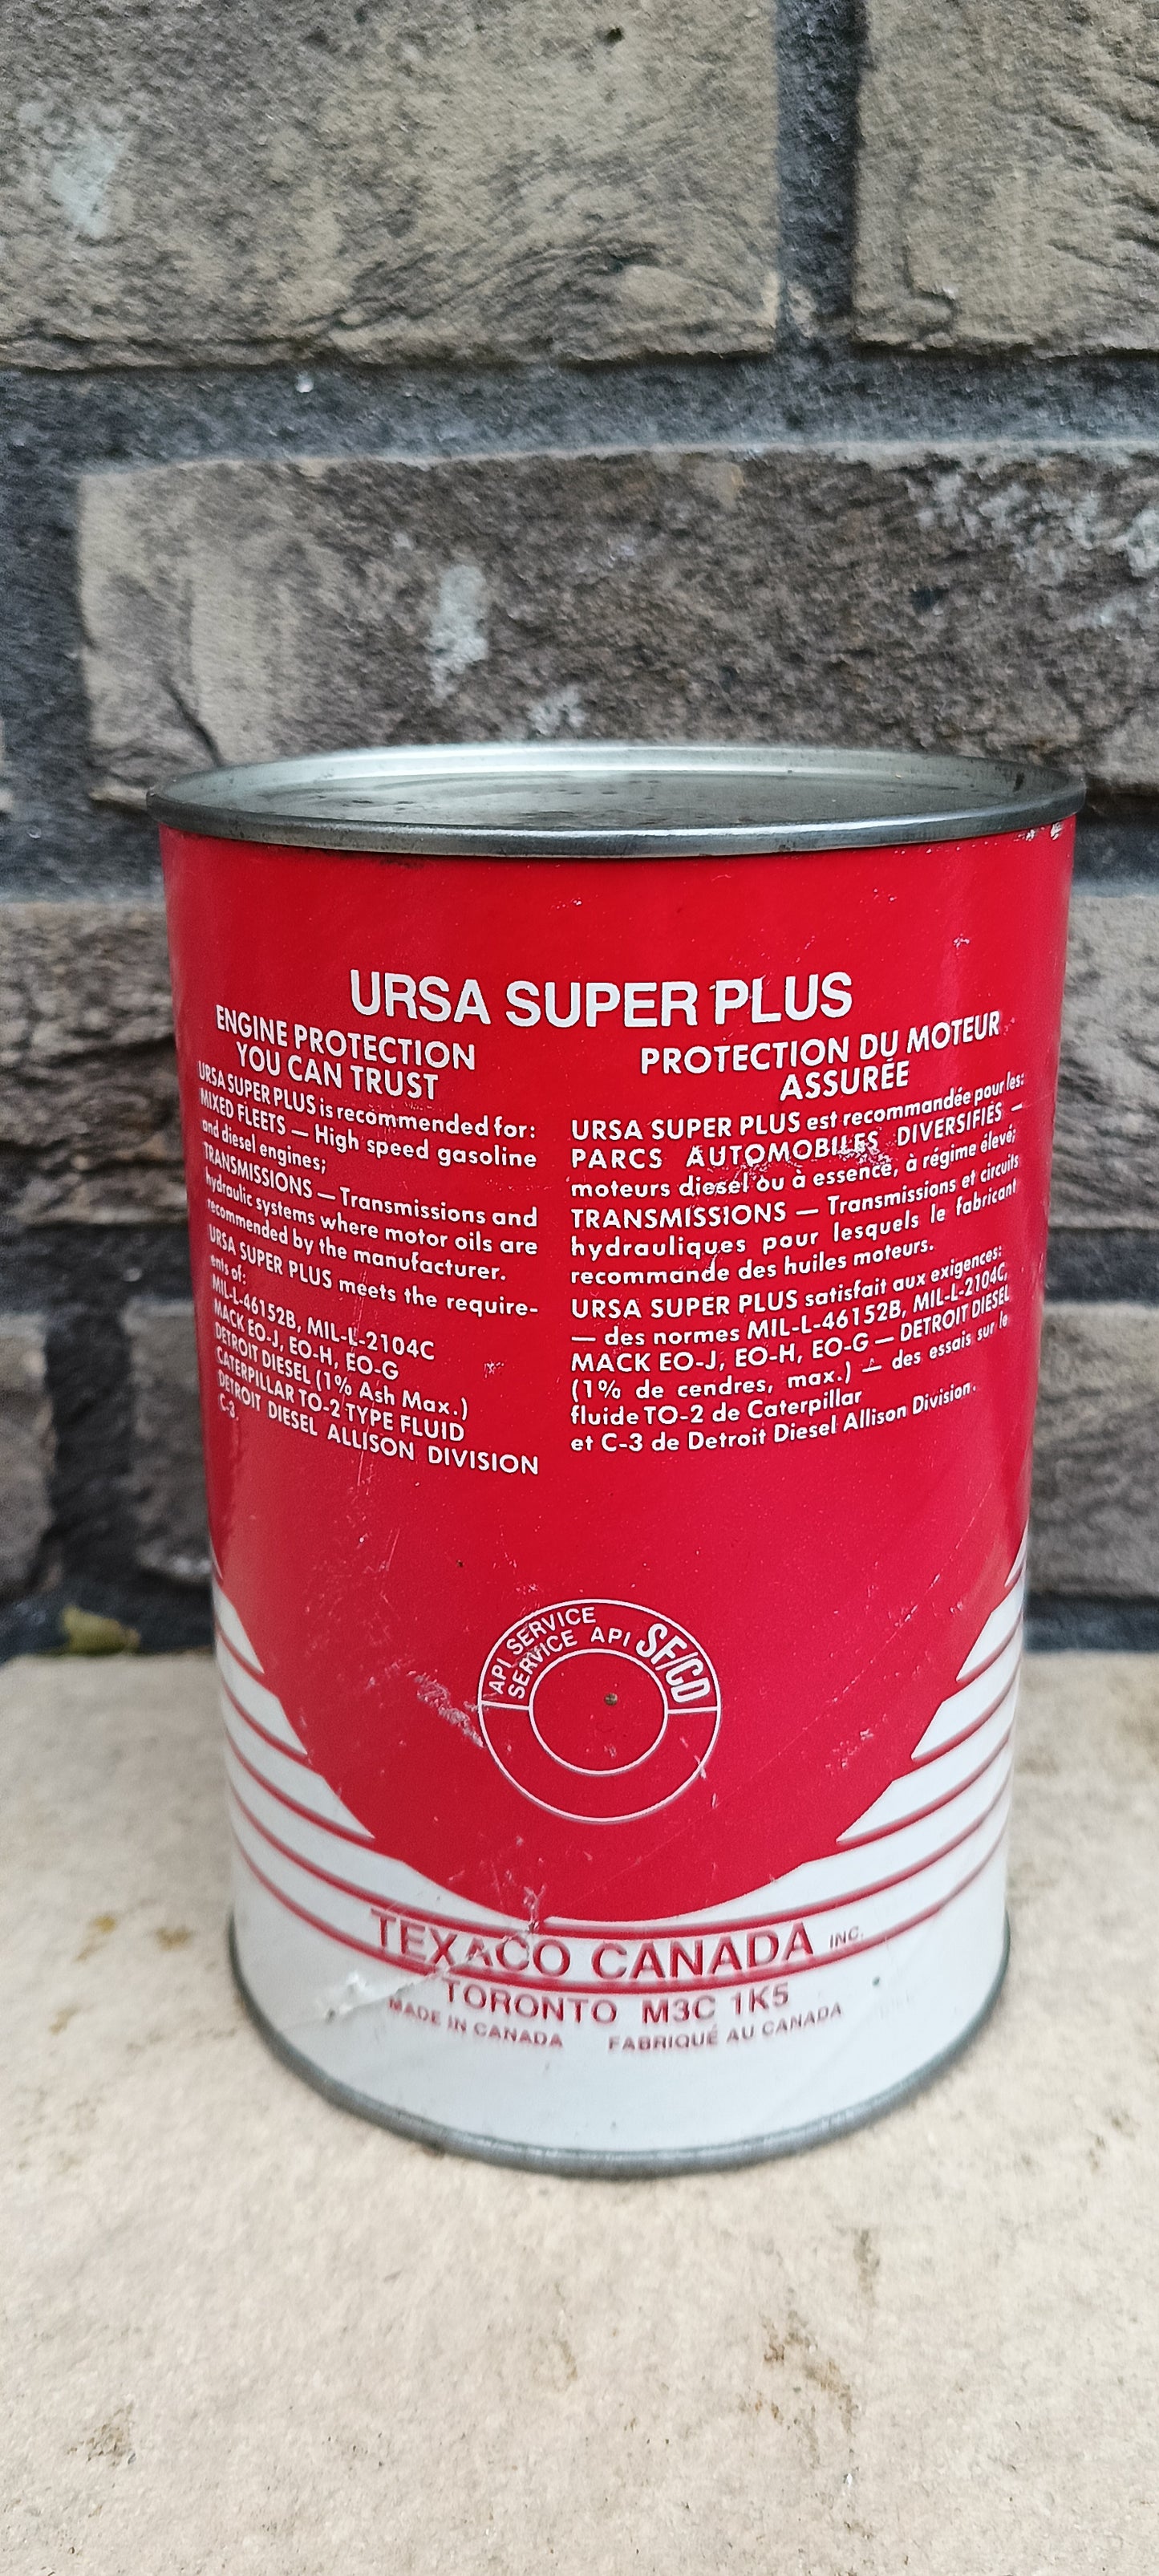 URSA SUPER PLUS
ENGINE PROTECTION
YOU CAN TRUST
URSA SUPER PLUS is recommended for:
MIXED FLEETS — High speed gasoline
and diesel engines;
TRANSMISSIONS — Transmissions and
hydraulic systems where motor oils are
recommended by the manufacturer.
URSA SUPER PLUS meets the require-
ents of:
MIL-L-46152B, MIL-L-2104C
MACK EO-J, EO-H, EO-G
DETROIT DIESEL (1% Ash Max.)
CATERPILLAR TO-2 TYPE FLUID
DETROIT DIESEL ALLISON DIVISION
C-3.
PROTECTION DU MOTEUR
ASSURÉE
URSA SUPER PLUS est recommandée pour les:
PARCS AUTOMOBILES DIVERSIFIÉS —
moteurs diesel ou à essence, à régime élevé;
TRANSMISSIONS — Transmissions et circuits
hydrauliques pour lesquels le fabricant
recommande des huiles moteurs.
URSA SUPER PLUS satisfait aux exigences:
— des normes MIL-L-46152B, MIL-L-2104C,
MACK EO-J, EO-H, EO-G — DETROIT DIESEL
(1% de cendres, max.) — des essais sur le
fluide TO-2 de Caterpillar
et C-3 de Detroit Diesel Allison Division.
API SERVICE
SERVICE API SF/CD
TEXACO CANADA INC.
TORONTO M3C 1K5
MADE IN CANADA FABRIQUÉ AU CANADA